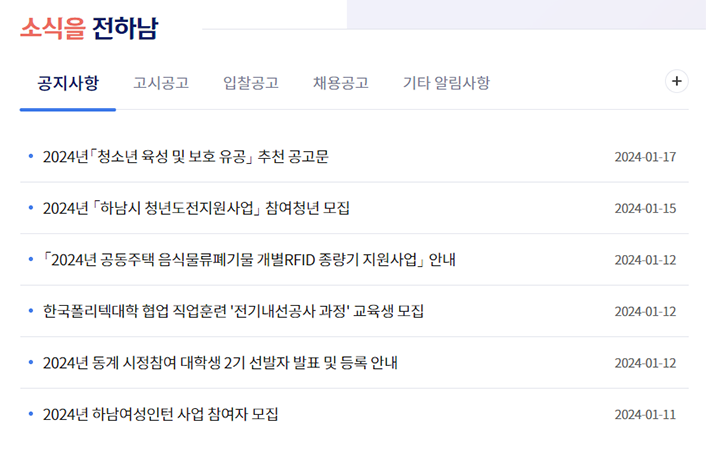 소식을 전하남
공지사항 고시공고 입찰공고 채용공고 기타 알림사항 +
2024년｢청소년 육성 및 보호 유공｣ 추천 공고문 2024-01-17
2024년 ｢하남시 청년도전지원사업｣ 참여청년 모집 2024-01-15
｢2024년 공동주택 음식물류폐기물 개별RFID 종량기 지원사업｣ 안내 2024-01-12
한국폴리텍대학 협업 직업훈련 '전기내선공사 과정' 교육생 모집 2024-01-12
2024년 동계 시정참여 대학생 2기 선발자 발표 및 등록 안내 2024-01-12
2024년 하남여성인턴 사업 참여자 모집 2024-01-11